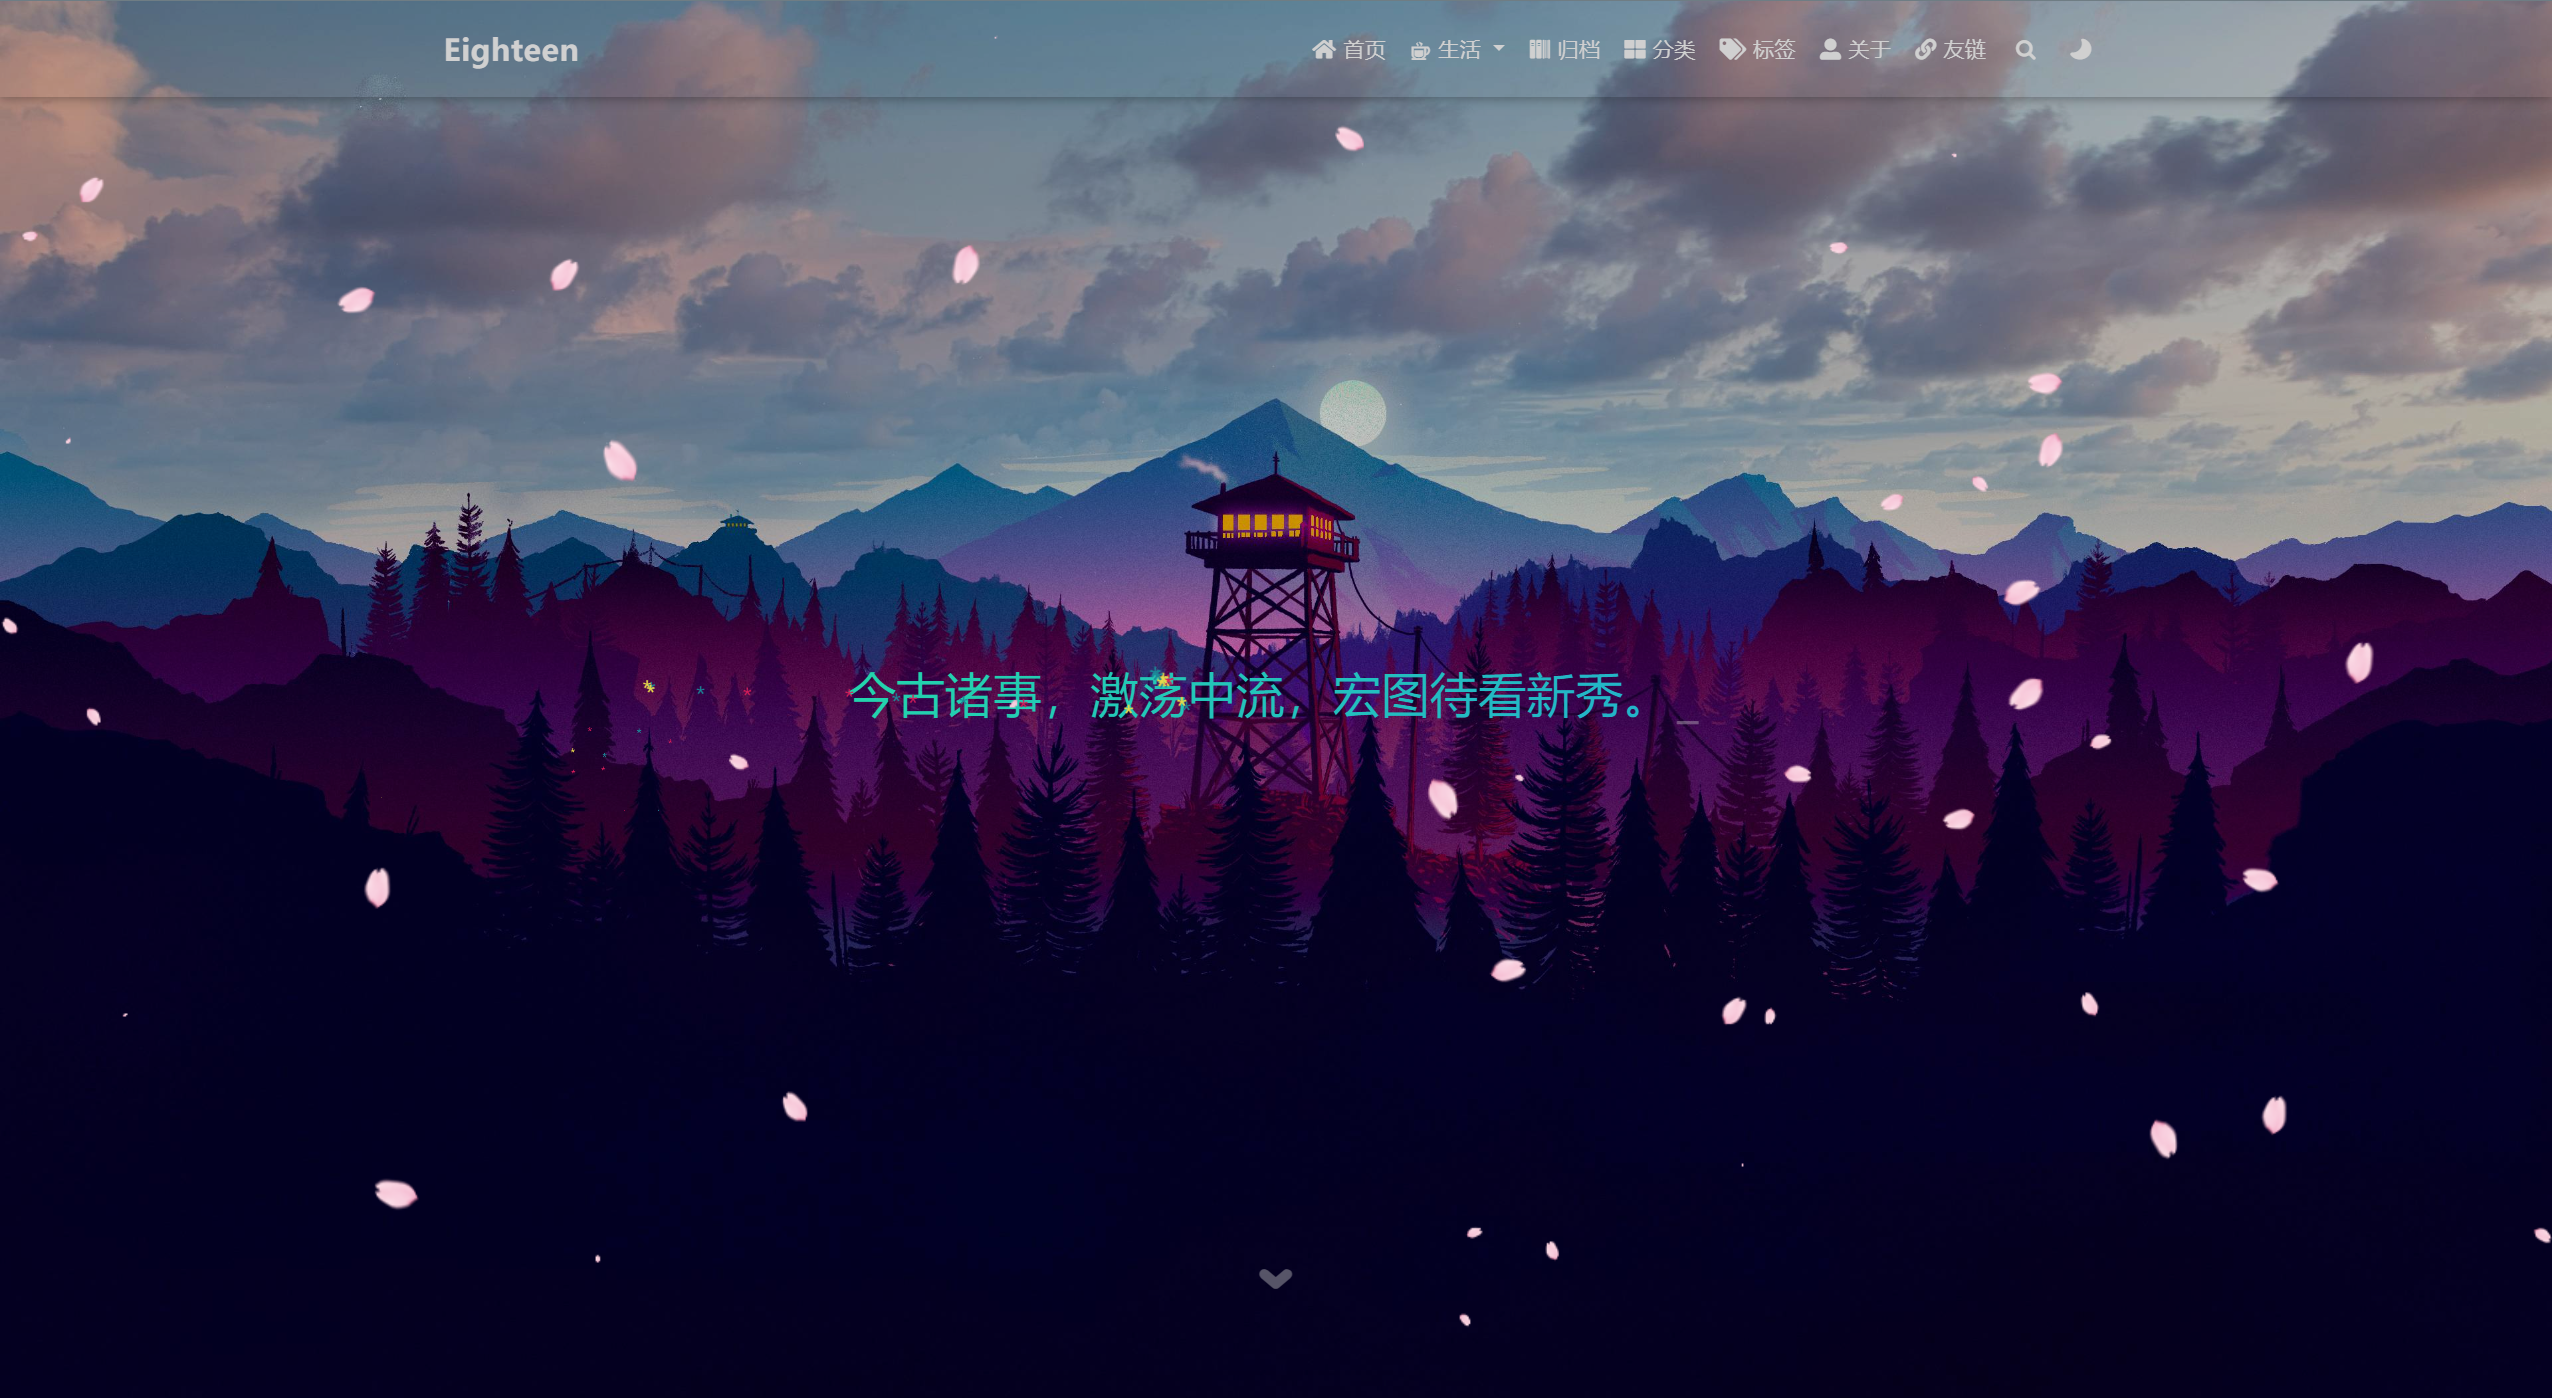 Eighteen
首页 生活 归档 分类 标签 关于 友链
今古诸事，激荡中流，宏图待看新秀。_